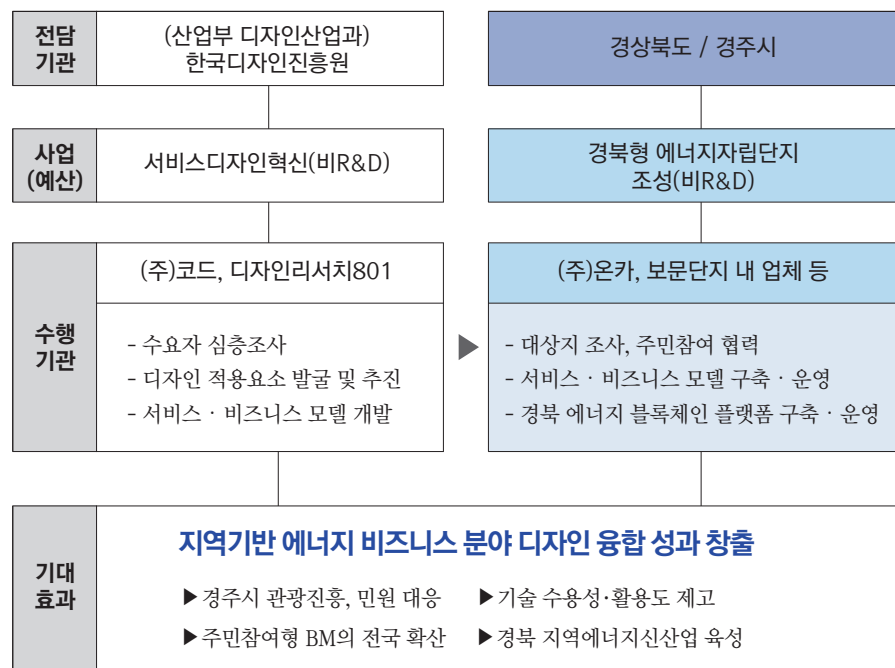 전담
기관
(산업부 디자인산업과)
한국디자인진흥원
경상북도 / 경주시
사업
(예산)
서비스디자인혁신(비R&D)
경북형 에너지자립단지
조성(비R&D)
수행
기관
(주)코드, 디자인리서치801
- 수요자 심층조사
- 디자인 적용요소 발굴 및 추진
- 서비스 · 비즈니스 모델 개발
▶
(주)온카, 보문단지 내 업체 등
- 대상지 조사, 주민참여 협력
- 서비스 · 비즈니스 모델 구축 · 운영
- 경북 에너지 블록체인 플랫폼 구축 · 운영
기대
효과
지역기반 에너지 비즈니스 분야 디자인 융합 성과 창출
▶경주시 관광진흥, 민원 대응
▶기술 수용성·활용도 제고
▶주민참여형 BM의 전국 확산
▶경북 지역에너지신산업 육성